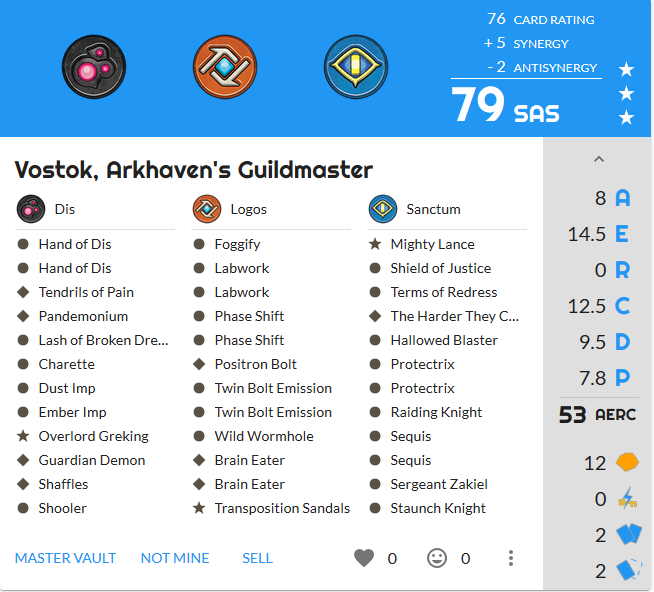 76 CARD RATING
+ 5 SYNERGY
- 2 ANTISYNERGY
79 SAS
Vostok, Arkhaven's Guildmaster
Dis
Hand of Dis
Hand of Dis
Tendrils of Pain
Pandemonium
Lash of Broken Dre...
Charette
Dust Imp
Ember Imp
Overlord Greking
Guardian Demon
Shaffles
Shooler
Logos
Foggify
Labwork
Labwork
Phase Shift
Phase Shift
Positron Bolt
Twin Bolt Emission
Twin Bolt Emission
Wild Wormhole
Brain Eater
Brain Eater
Transposition Sandals
Sanctum
Mighty Lance
Shield of Justice
Terms of Redress
The Harder They C...
Hallowed Blaster
Protectrix
Protectrix
Raiding Knight
Sequis
Sequis
Sergeant Zakiel
Staunch Knight
MASTER VAULT NOT MINE SELL 0 0
8 A
14.5 E
0 R
12.5 C
9.5 D
7.8 P
53 AERC
12
0
2
2